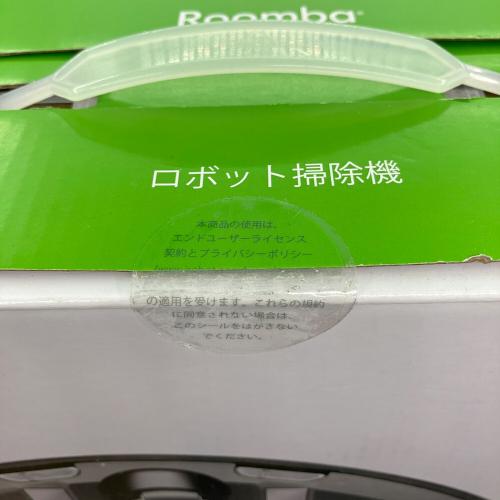 Roomba
ロボット掃除機
本商品の使用は、
エンドユーザーライセンス
契約とプライバシーポリシー
の適用を受けます。これらの規約
に同意されない場合は、
このシールをはがさない
でください。